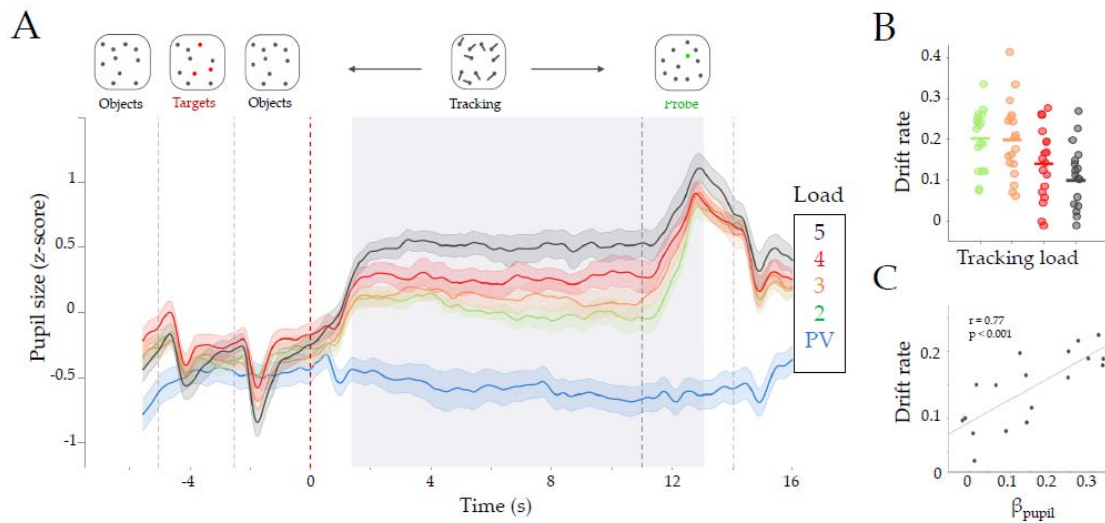 A
Objects
Targets
Objects
Tracking
Probe
Pupil size (z-score)
1
0.5
0
-0.5
-1
-4
0
4
8
12
16
Time (s)
Load
5
4
3
2
PV
B
Drift rate
0.4
0.3
0.2
0.1
0
Tracking load
C
r = 0.77
p < 0.001
Drift rate
0.2
0.1
0
0
0.1
0.2
0.3
βpupil